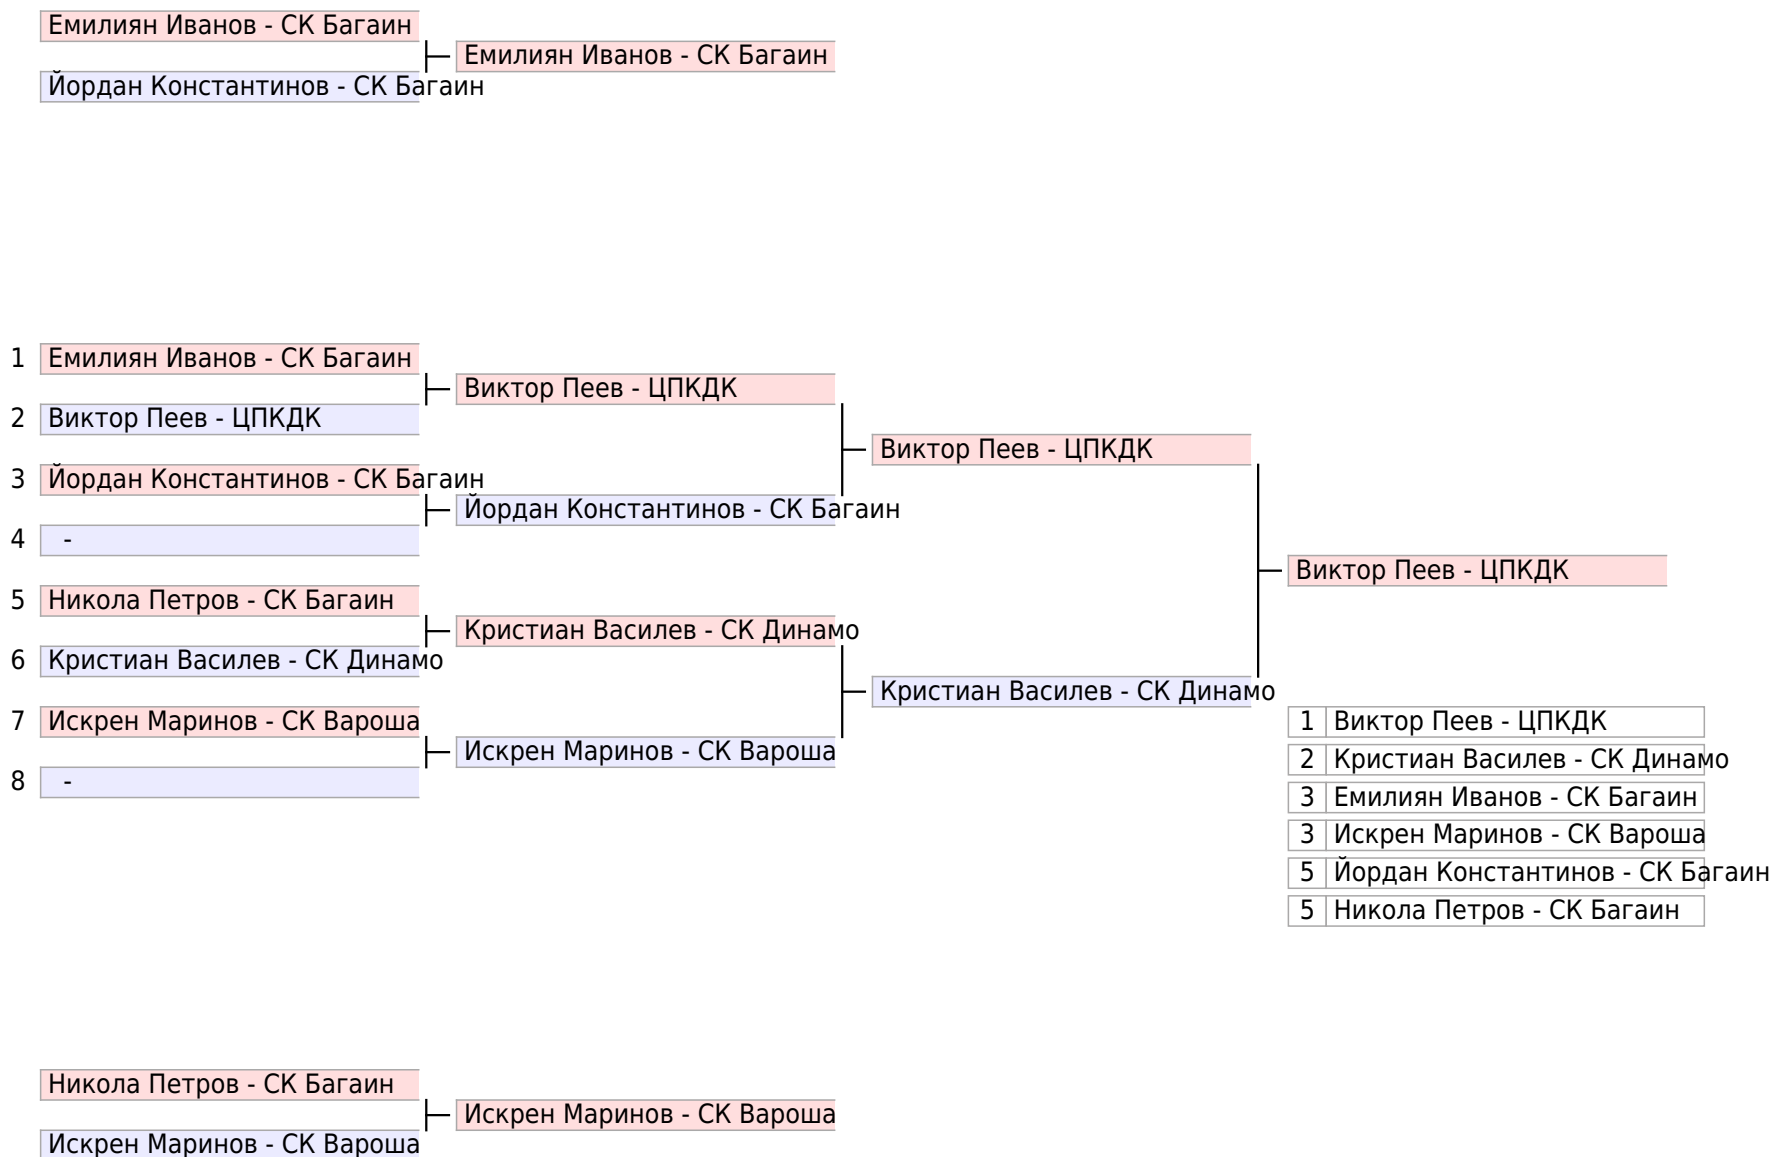 Емилиян Иванов - СК Багаин
Емилиян Иванов - СК Багаин
Йордан Константинов - СК Багаин
1 Емилиян Иванов - СК Багаин
Виктор Пеев - ЦПКДК
2 Виктор Пеев - ЦПКДК
Виктор Пеев - ЦПКДК
3 Йордан Константинов - СК Багаин
Йордан Константинов - СК Багаин
4 -
Виктор Пеев - ЦПКДК
5 Никола Петров - СК Багаин
Кристиан Василев - СК Динамо
6 Кристиан Василев - СК Динамо
Кристиан Василев - СК Динамо
7 Искрен Маринов - СК Вароша
Искрен Маринов - СК Вароша
8 -
1 Виктор Пеев - ЦПКДК
2 Кристиан Василев - СК Динамо
3 Емилиян Иванов - СК Багаин
3 Искрен Маринов - СК Вароша
5 Йордан Константинов - СК Багаин
5 Никола Петров - СК Багаин
Никола Петров - СК Багаин
Искрен Маринов - СК Вароша
Искрен Маринов - СК Вароша